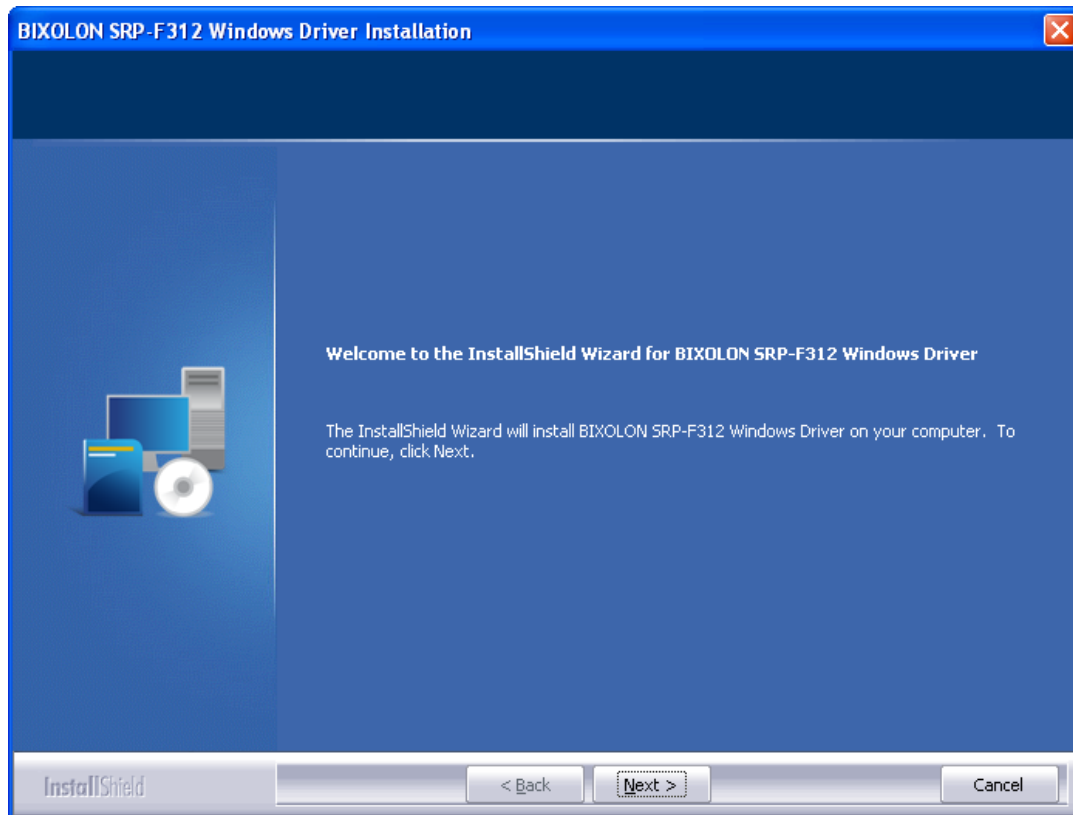 BIXOLON SRP-F312 Windows Driver Installation
Welcome to the InstallShield Wizard for BIXOLON SRP-F312 Windows Driver
The InstallShield Wizard will install BIXOLON SRP-F312 Windows Driver on your computer.  To
continue, click Next.
InstallShield
< Back
Next >
Cancel